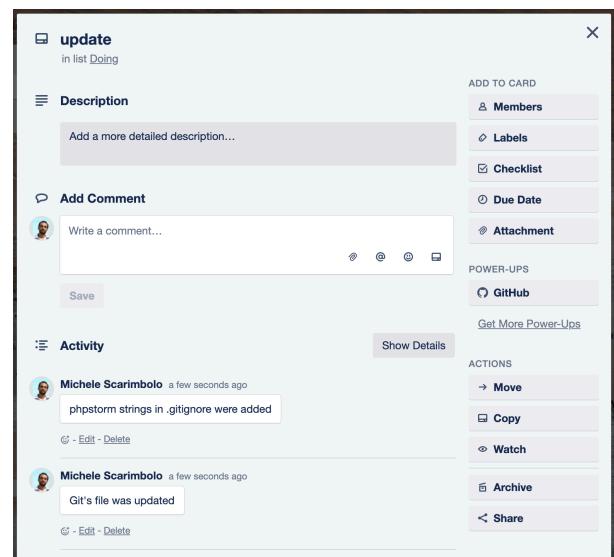 update
in list Doing
Description
Add a more detailed description…
Add Comment
Write a comment…
Save
Activity
Show Details
Michele Scarimbolo a few seconds ago
phpstorm strings in .gitignore were added
- Edit - Delete
Michele Scarimbolo a few seconds ago
Git's file was updated
- Edit - Delete
ADD TO CARD
Members
Labels
Checklist
Due Date
Attachment
POWER-UPS
GitHub
Get More Power-Ups
ACTIONS
→ Move
Copy
Watch
Archive
Share